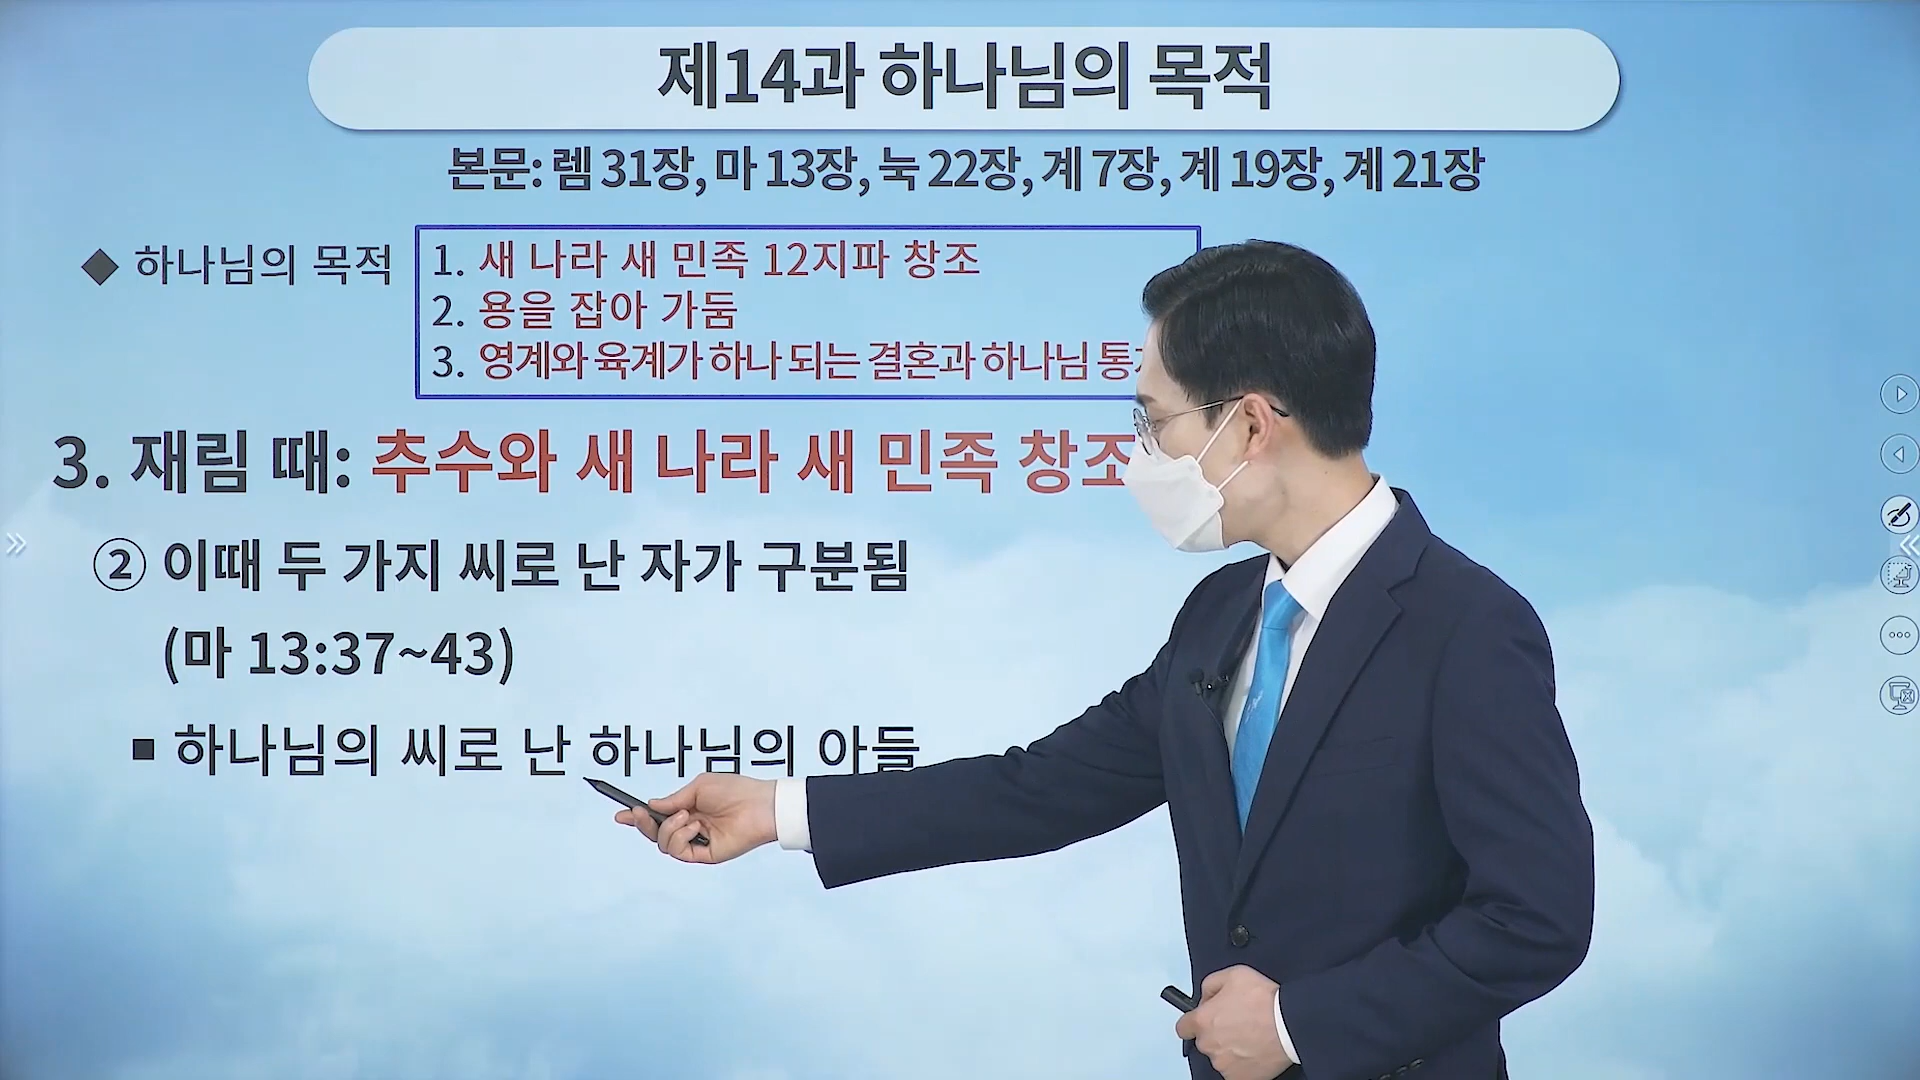 제14과 하나님의 목적
본문: 렘 31장, 마 13장, 눅 22장, 계 7장, 계 19장, 계 21장
◆ 하나님의 목적
1. 새 나라 새 민족 12지파 창조
2. 용을 잡아 가둠
3. 영계와 육계가 하나 되는 결혼과 하나님
3. 재림 때: 추수와 새 나라 새 민족 창조
② 이때 두 가지 씨로 난 자가 구분됨
(마 13:37~43)
■ 하나님의 씨로 난 하나님의 아들